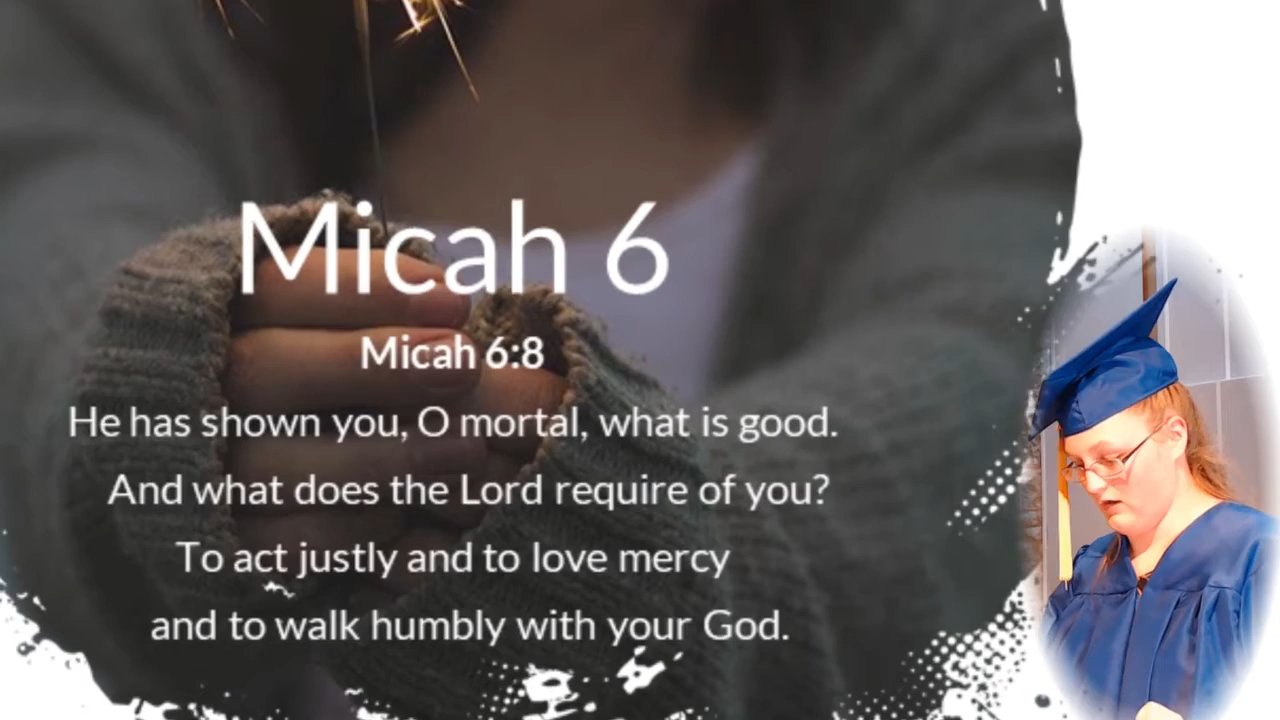 Micah 6
Micah 6:8
He has shown you, O mortal, what is good.
And what does the Lord require of you?
To act justly and to love mercy
and to walk humbly with your God.